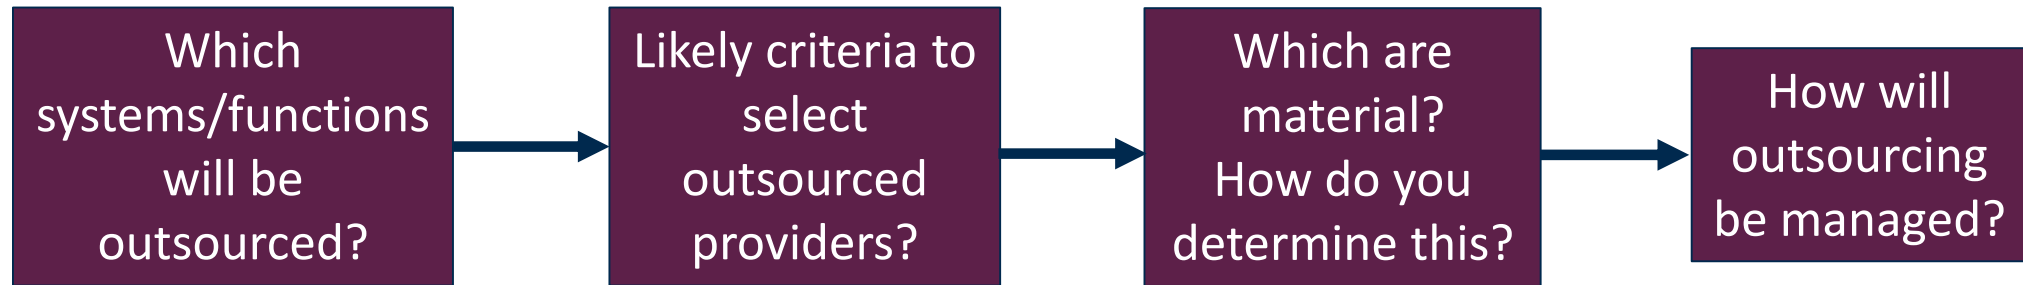 Which
systems/functions
will be
outsourced?
Likely criteria to
select
outsourced
providers?
Which are
material?
How do you
determine this?
How will
outsourcing
be managed?